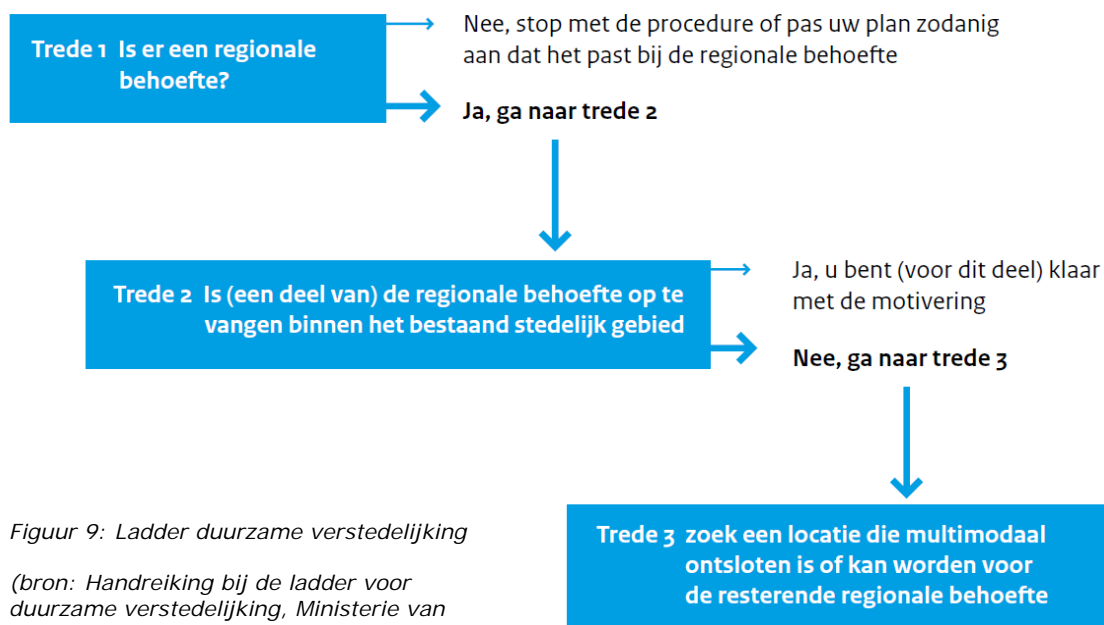 Trede 1 Is er een regionale
behoefte?
Nee, stop met de procedure of pas uw plan zodanig
aan dat het past bij de regionale behoefte
Ja, ga naar trede 2
Trede 2 Is (een deel van) de regionale behoefte op te
vangen binnen het bestaand stedelijk gebied
Ja, u bent (voor dit deel) klaar
met de motivering
Nee, ga naar trede 3
Trede 3 zoek een locatie die multimodaal
ontsloten is of kan worden voor
de resterende regionale behoefte
Figuur 9: Ladder duurzame verstedelijking
(bron: Handreiking bij de ladder voor
duurzame verstedelijking, Ministerie van